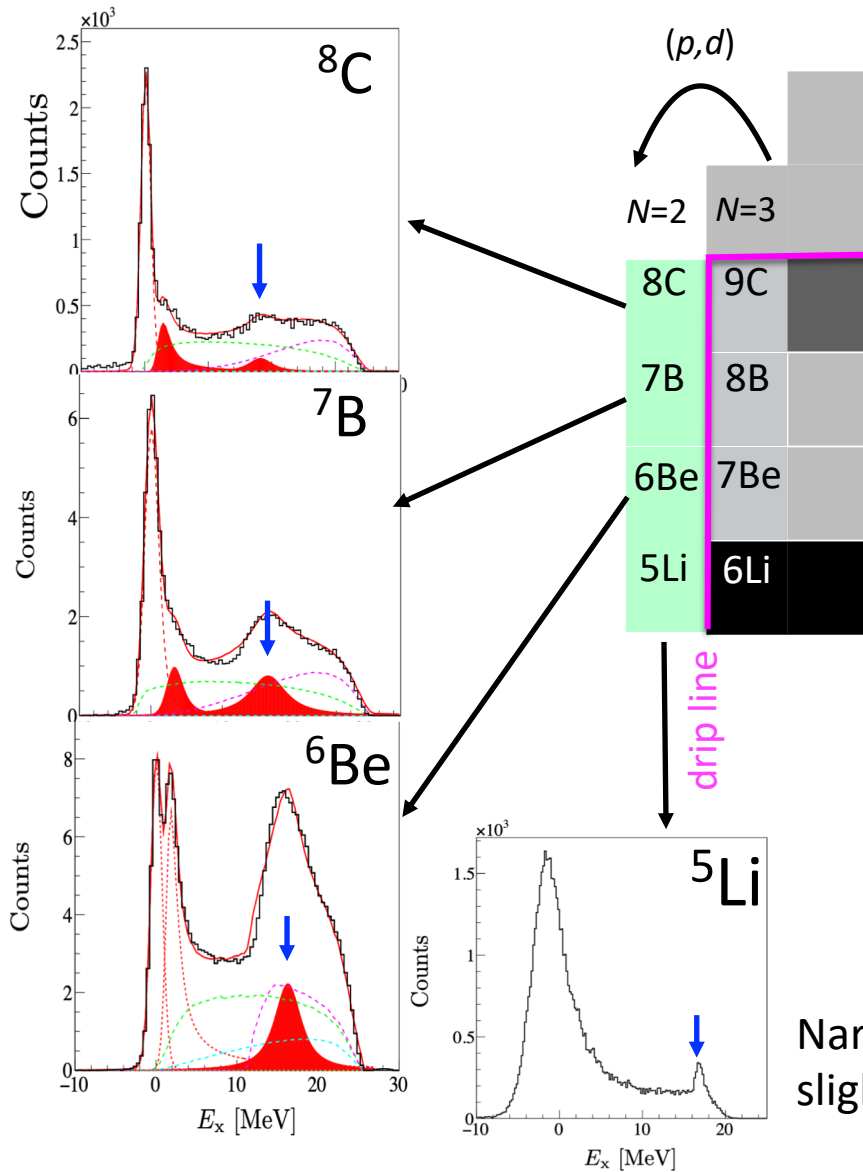 ×10³
⁸C
2.5
2
1.5
1
0.5
0
Counts
0
⁷B
6
4
2
0
Counts
⁶Be
8
6
4
2
0
Counts
-10 0 10 20 30
Eₓ [MeV]
(p,d)
N=2 N=3
8C 9C
7B 8B
6Be 7Be
5Li 6Li
drip line
×10³
⁵Li
1.5
1
0.5
0
Counts
-10 0 10 20
Eₓ [MeV]
Nar
sligh